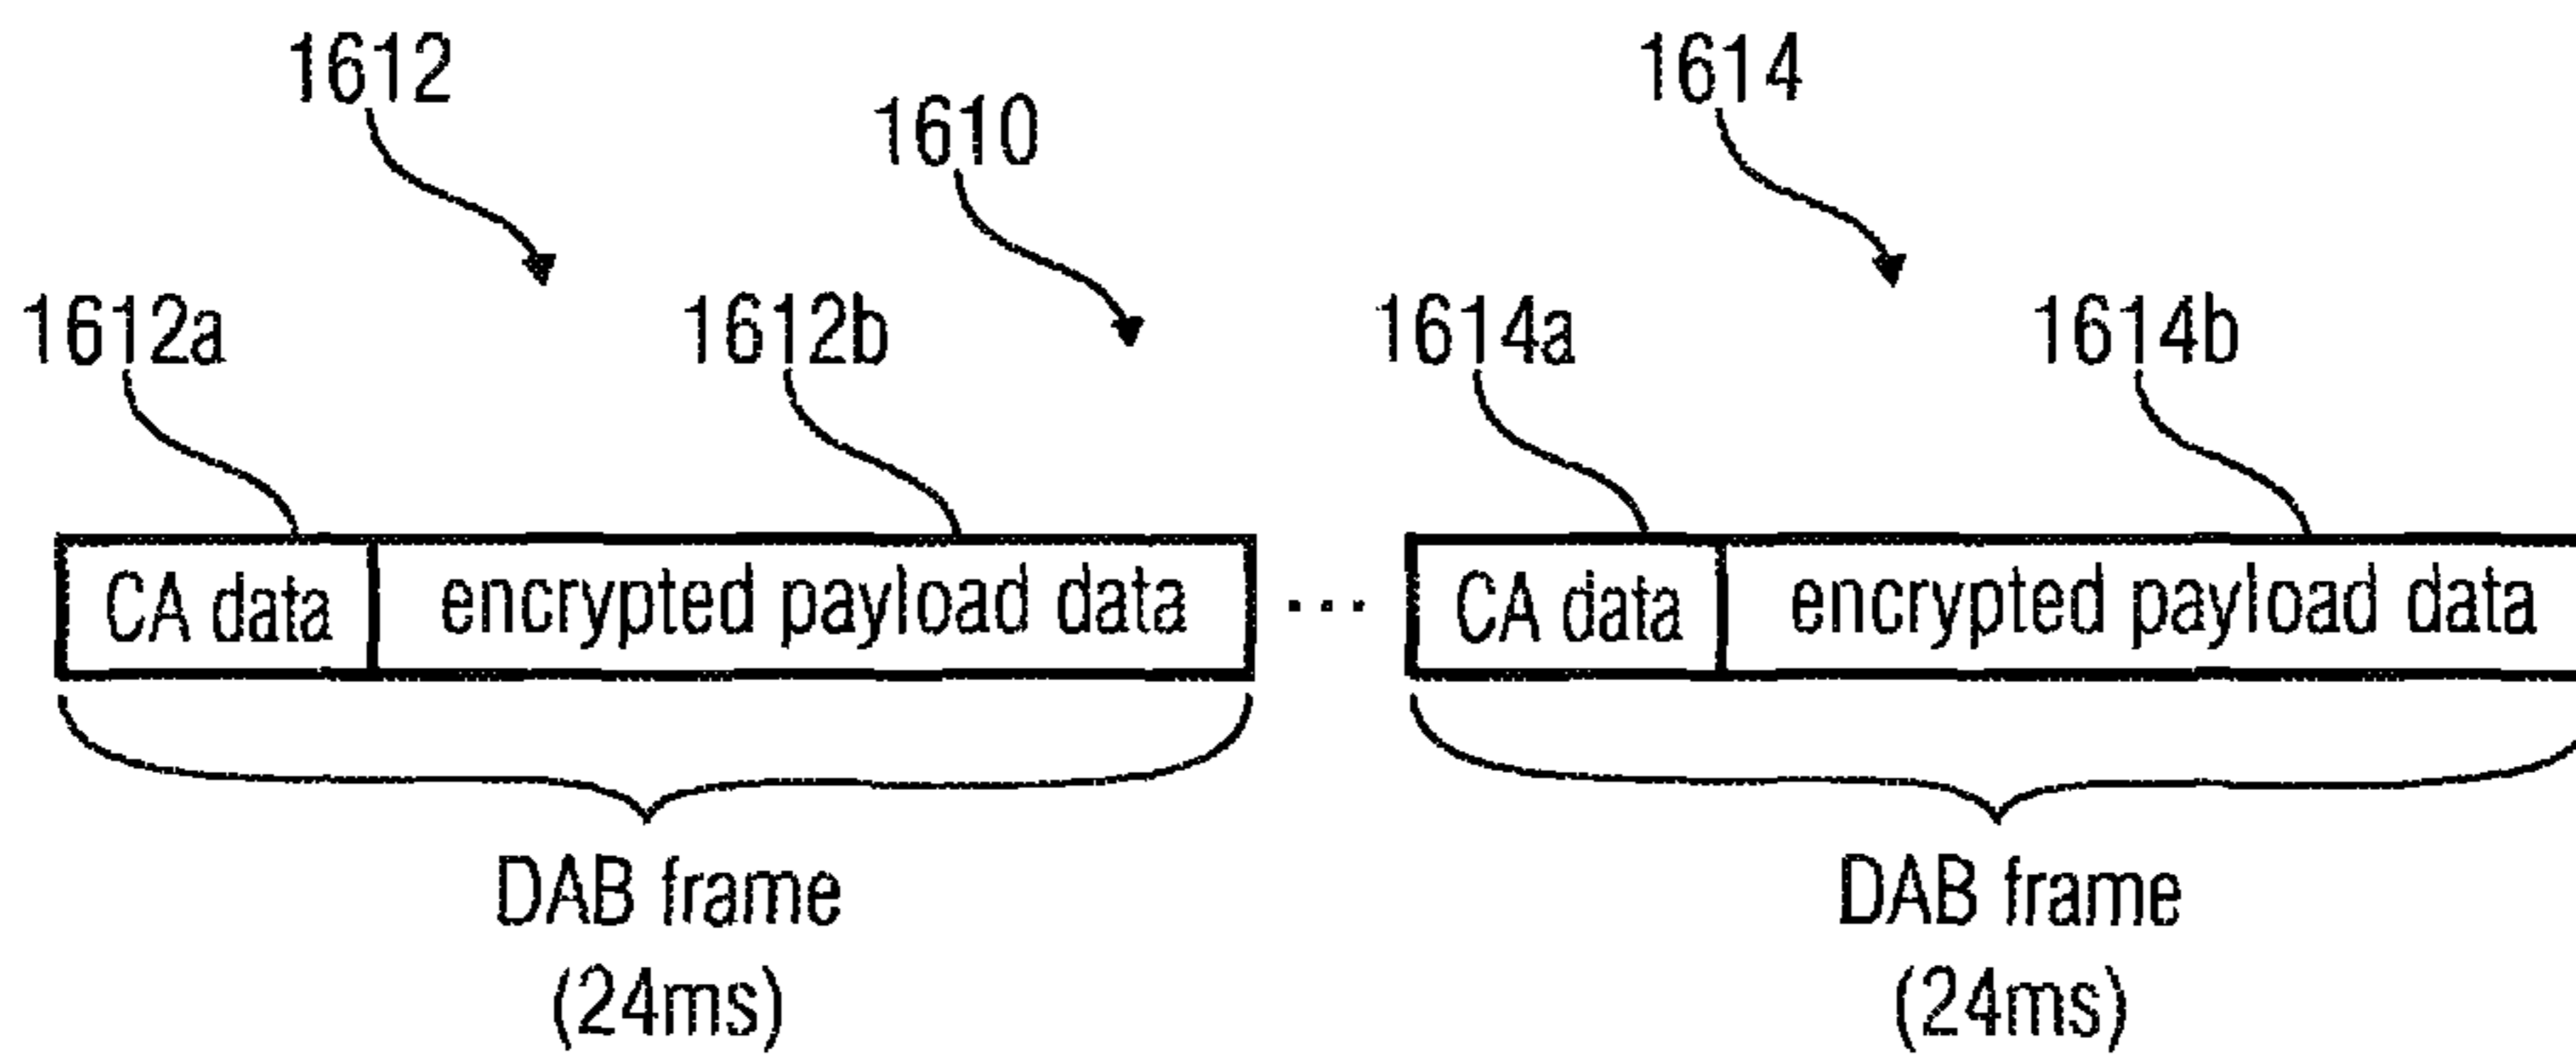 1612
1614
1610
1612a
1612b
1614a
1614b
CA data
encrypted payload data
...
CA data
encrypted payload data
DAB frame
(24ms)
DAB frame
(24ms)